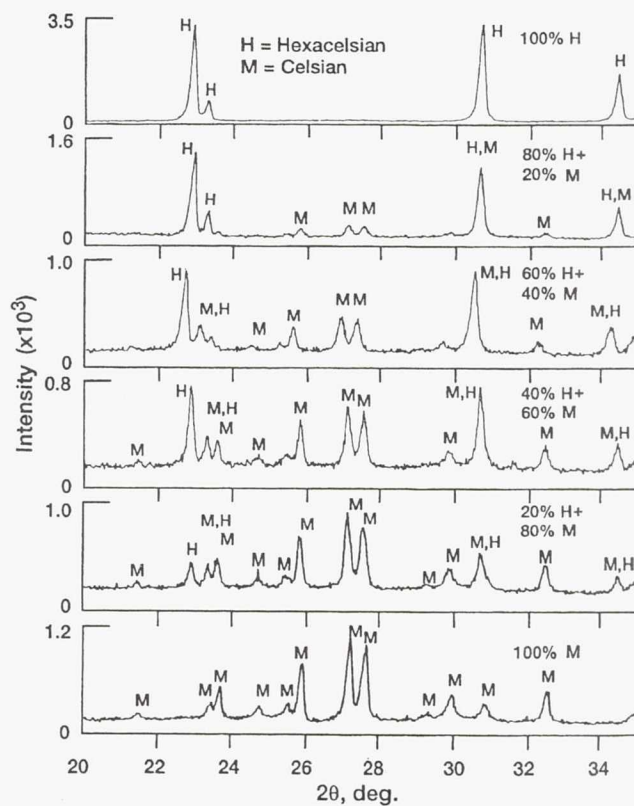 3.5
H
H
H = Hexacelsian
M = Celsian
H
100% H
H
0
1.6
H
H
M
M M
H,M
80% H+
20% M
M
H,M
0
1.0
H
M,H
M
M
M M
M,H
60% H+
40% M
M
M,H
0
0.8
M
H
M,H
M
M
M
M
M
M
M,H
40% H+
60% M
M
M,H
0
1.0
M
H
M,H
M
M
M
M
M
M
M
M
M,H
20% H+
80% M
M
M,H
0
1.2
M
M
M
M
M
M
M
M
M
M
M
100% M
M
0
Intensity (x10³)
20 22 24 26 28 30 32 34
2θ, deg.